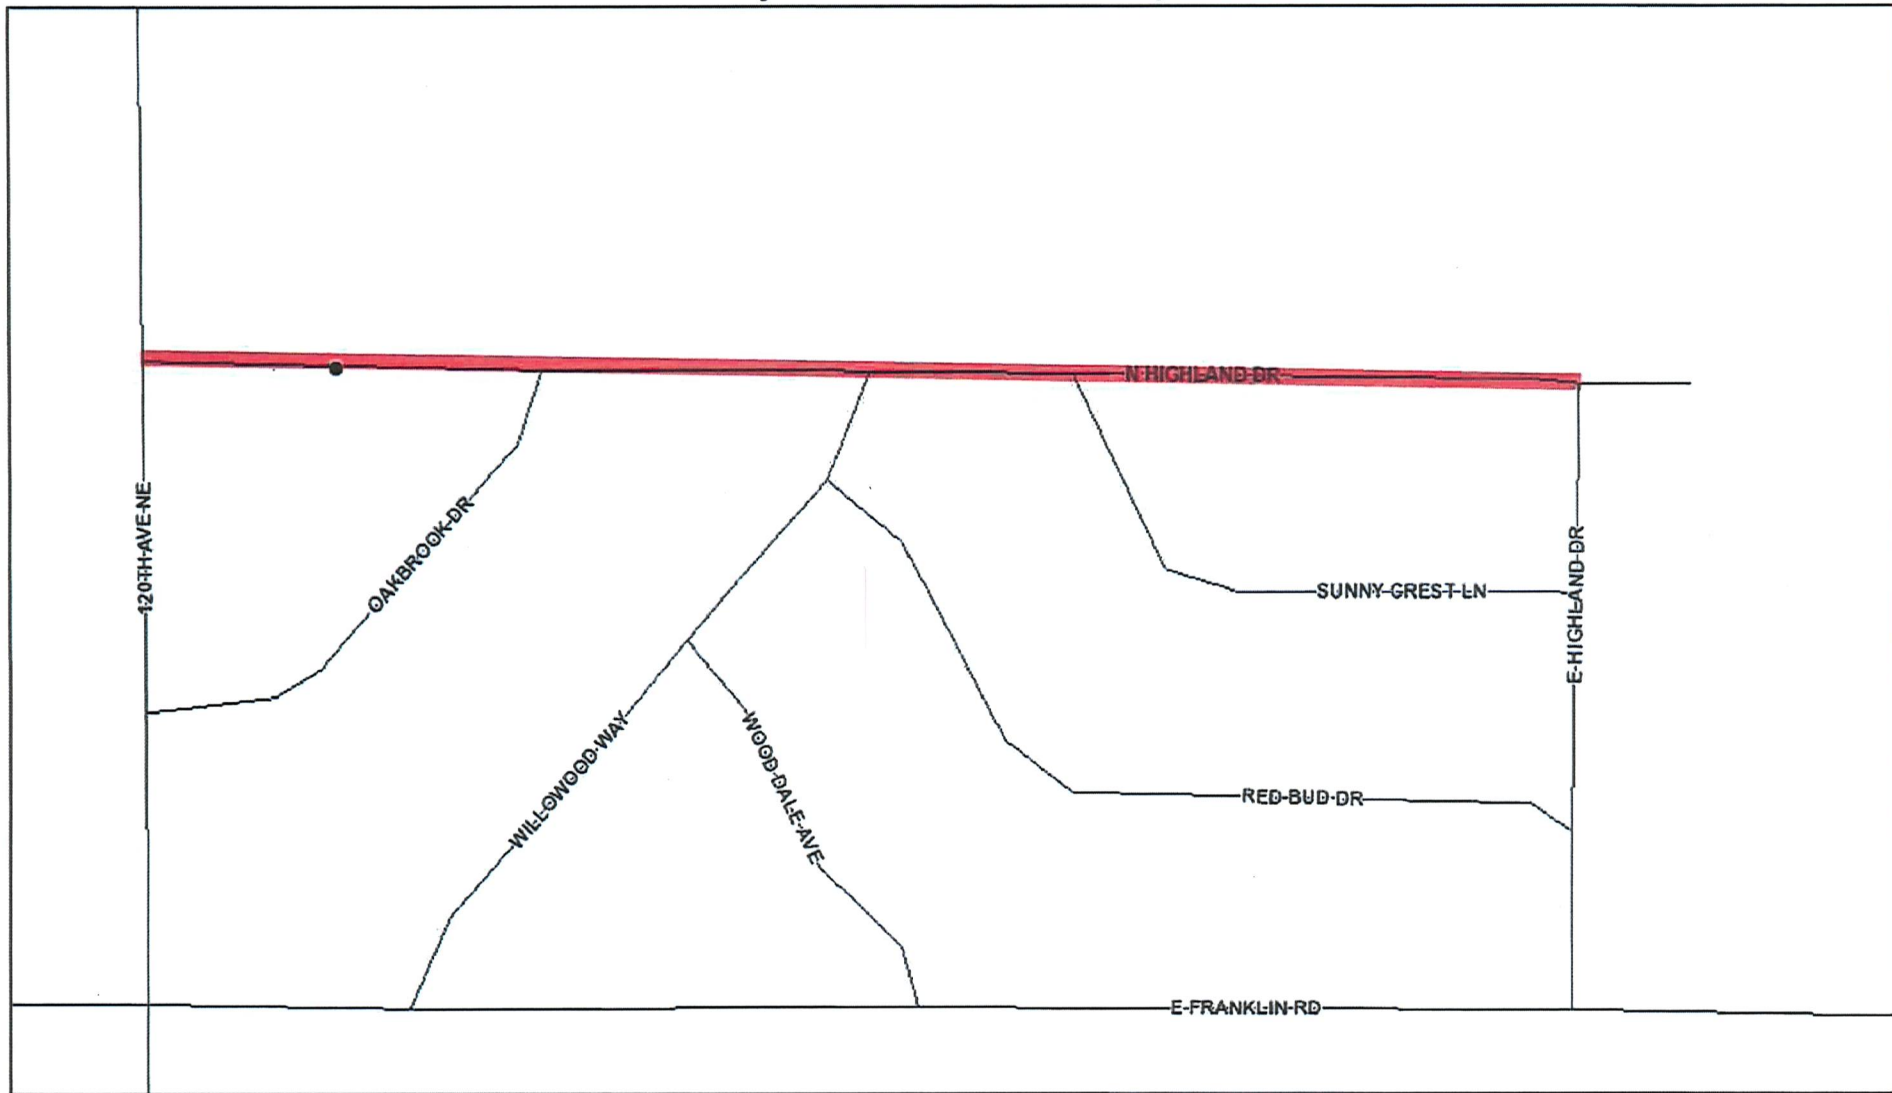 N HIGHLAND DR
120TH AVE NE
OAKBROOK DR
SUNNY GREST LN
E HIGHLAND DR
WILLOWOOD WAY
WOOD DALE AVE
RED BUD DR
E FRANKLIN RD